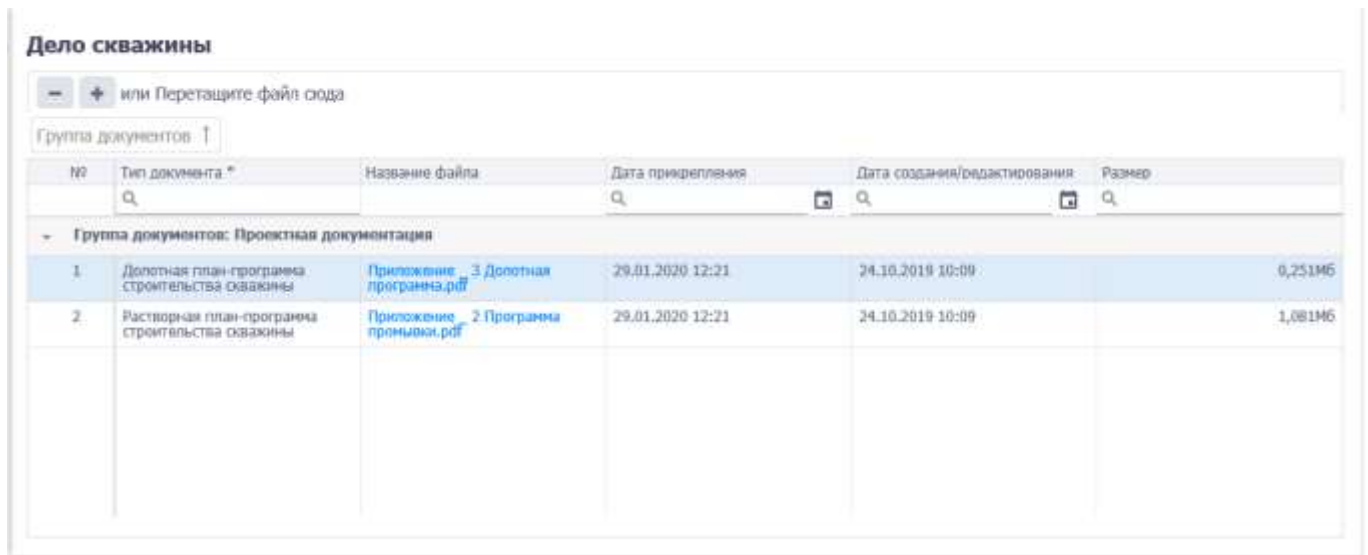 Дело скважины
− + или Перетащите файл сюда
Группа документов ↑
№ Тип документа * Название файла Дата прикрепления Дата создания/редактирования Размер
Группа документов: Проектная документация
1 Долотная план-программа Приложение _ 3 Долотная 29.01.2020 12:21 24.10.2019 10:09 0,251Мб
строительства скважины программа.pdf
2 Растворная план-программа Приложение _ 2 Программа 29.01.2020 12:21 24.10.2019 10:09 1,081Мб
строительства скважины промывки.pdf